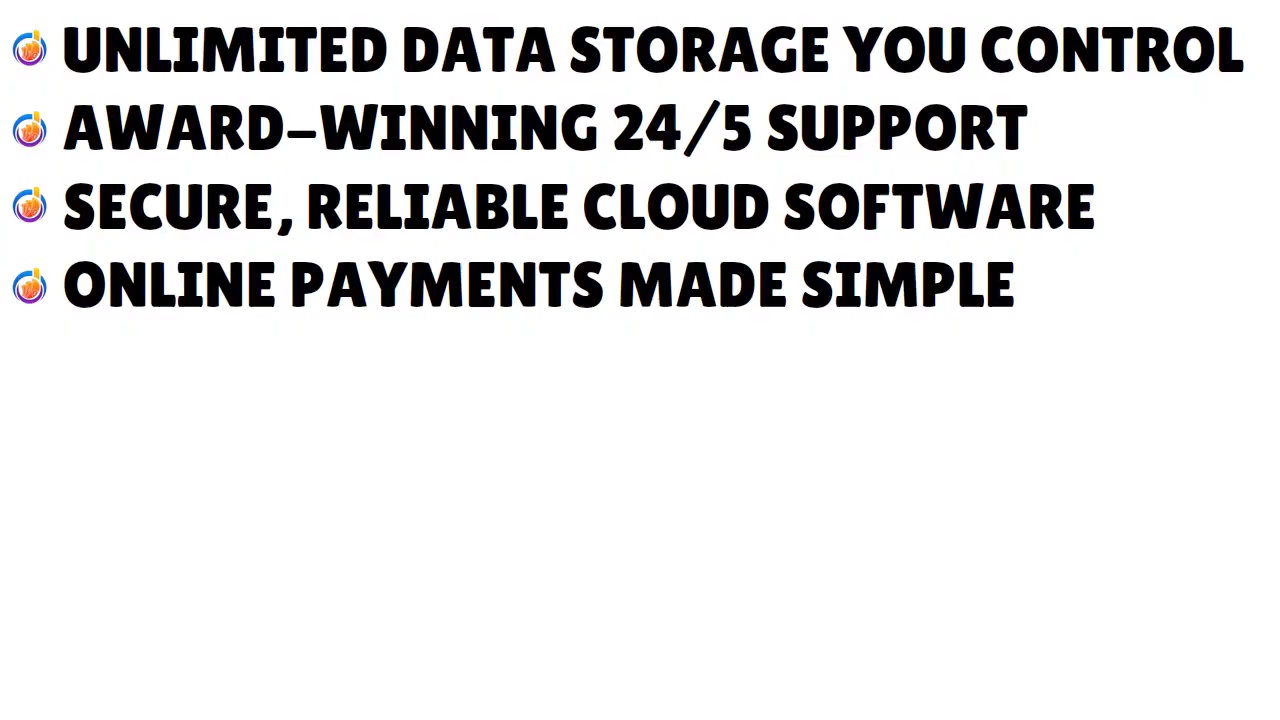 UNLIMITED DATA STORAGE YOU CONTROL
AWARD-WINNING 24/5 SUPPORT
SECURE, RELIABLE CLOUD SOFTWARE
ONLINE PAYMENTS MADE SIMPLE